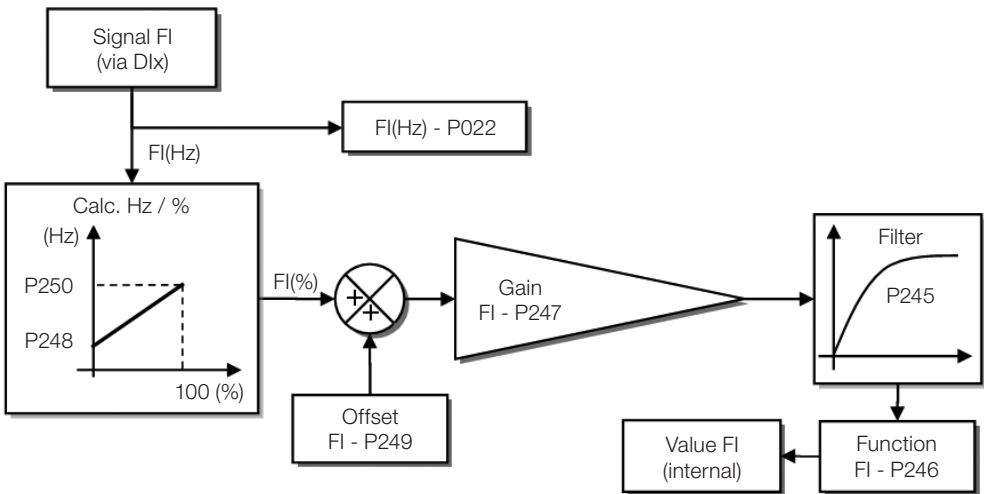 Signal FI
(via DIx)
FI(Hz) - P022
FI(Hz)
Calc. Hz / %
(Hz)
P250
P248
100 (%)
FI(%)
+
+
Offset
FI - P249
Gain
FI - P247
Filter
P245
Function
FI - P246
Value FI
(internal)